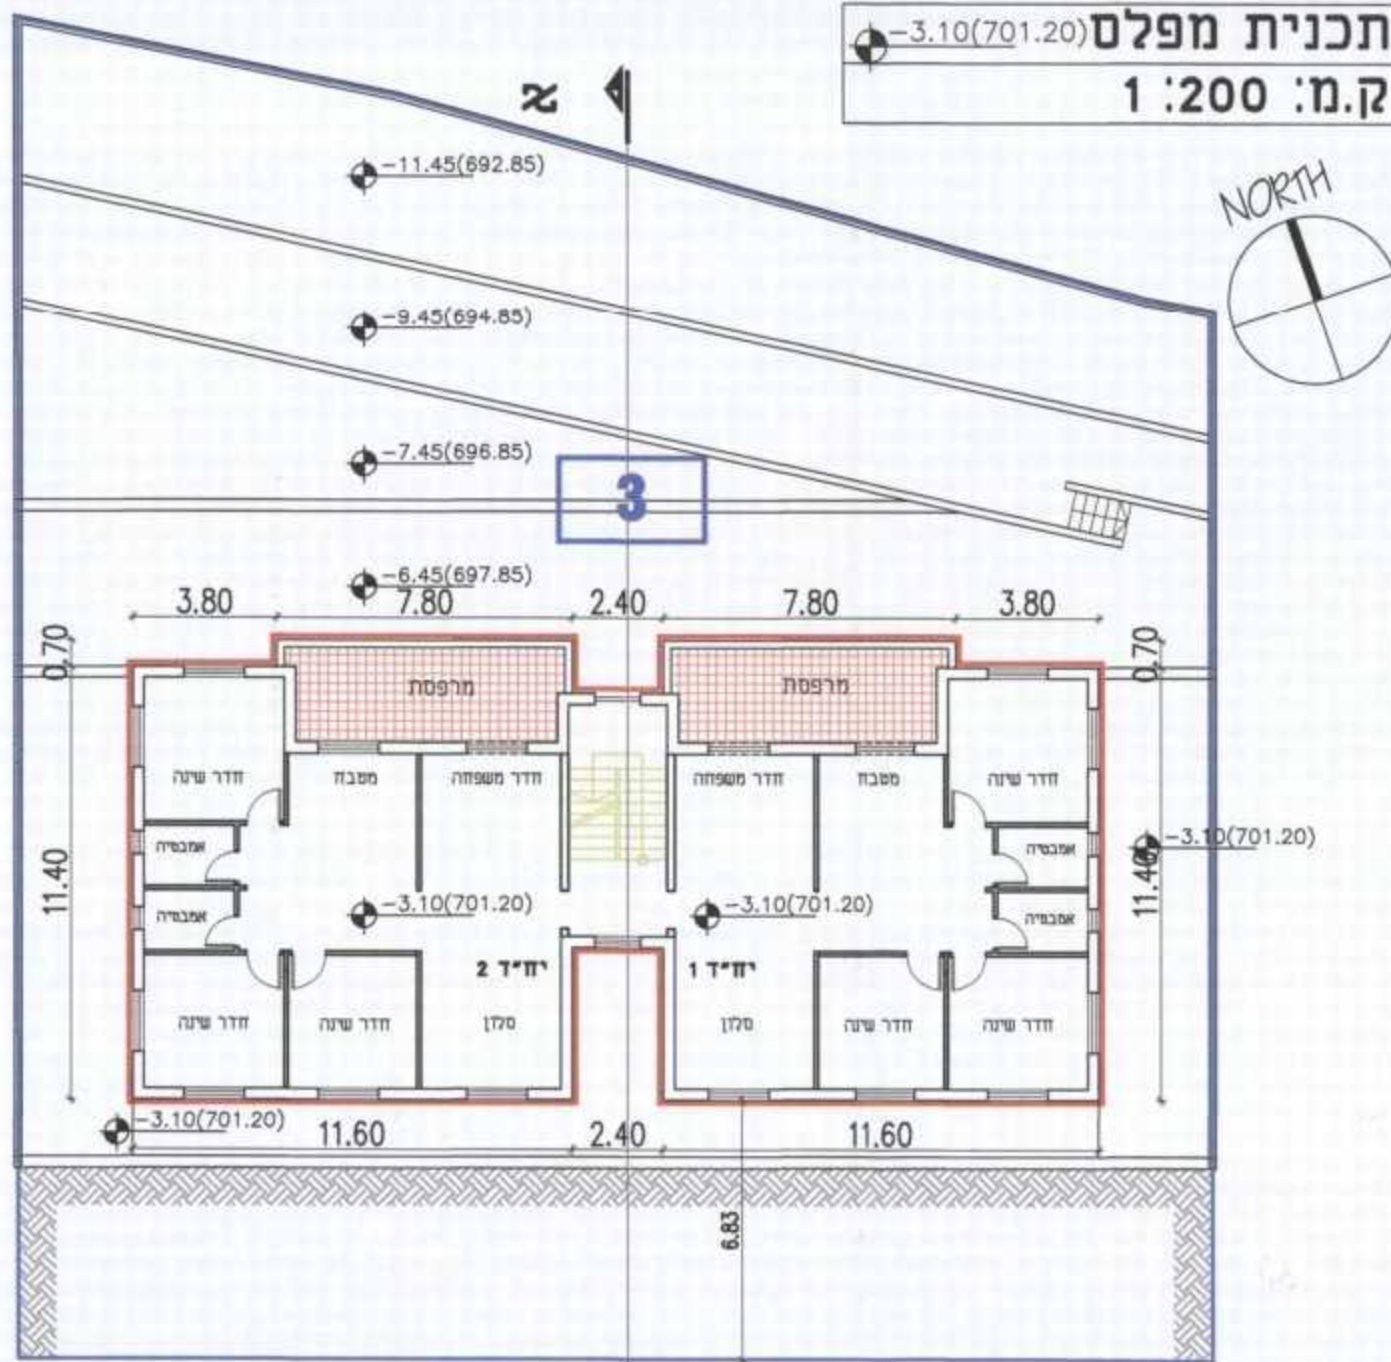 תכנית מפלס -3.10(701.20)
ק.מ: 1:200
א
NORTH
-11.45(692.85)
-9.45(694.85)
-7.45(696.85)
3
-6.45(697.85)
3.80 7.80 2.40 7.80 3.80
0.70
0.70
מרפסת
מרפסת
חדר שינה מטבח חדר משפחה חדר משפחה מטבח חדר שינה
אמבטיה
אמבטיה
-3.10(701.20)
11.40
11.40
אמבטיה
אמבטיה
-3.10(701.20)
-3.10(701.20)
יח"ד 2
יח"ד 1
חדר שינה חדר שינה סלון סלון חדר שינה חדר שינה
-3.10(701.20)
11.60 2.40 11.60
6.83